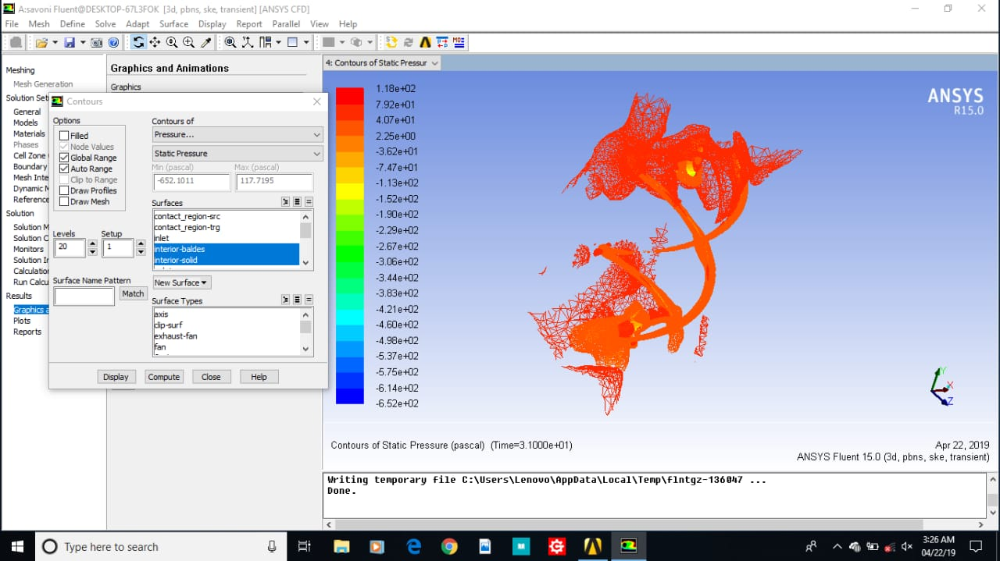 A:savoni Fluent@DESKTOP-67L3FOK [3d, pbns, ske, transient] [ANSYS CFD]
File Mesh Define Solve Adapt Surface Display Report Parallel View Help
Meshing
Mesh Generation
Solution Set
General
Models
Materials
Phases
Cell Zone
Boundary
Mesh Inte
Dynamic M
Reference
Solution
Solution M
Solution C
Monitors
Solution In
Calculation
Run Calcu
Results
Graphics a
Plots
Reports
Graphics and Animations
Graphics
Contours
Options
Filled
Node Values
Global Range
Auto Range
Clip to Range
Draw Profiles
Draw Mesh
Levels
20
Setup
1
Surface Name Pattern
Match
Contours of
Pressure...
Static Pressure
Min (pascal)
Max (pascal)
-652.1011
117.7195
Surfaces
contact_region-src
contact_region-trg
inlet
interior-baldes
interior-solid
New Surface
Surface Types
axis
clip-surf
exhaust-fan
fan
Display
Compute
Close
Help
4: Contours of Static Pressur
1.18e+02
7.92e+01
4.07e+01
2.25e+00
-3.62e+01
-7.47e+01
-1.13e+02
-1.52e+02
-1.90e+02
-2.29e+02
-2.67e+02
-3.06e+02
-3.44e+02
-3.83e+02
-4.21e+02
-4.60e+02
-4.98e+02
-5.37e+02
-5.75e+02
-6.14e+02
-6.52e+02
ANSYS
R15.0
Y
X
Z
Contours of Static Pressure (pascal) (Time=3.1000e+01)
Apr 22, 2019
ANSYS Fluent 15.0 (3d, pbns, ske, transient)
Writing temporary file C:\Users\Lenovo\AppData\Local\Temp\flntgz-136047 ...
Done.
Type here to search
3:26 AM
04/22/19